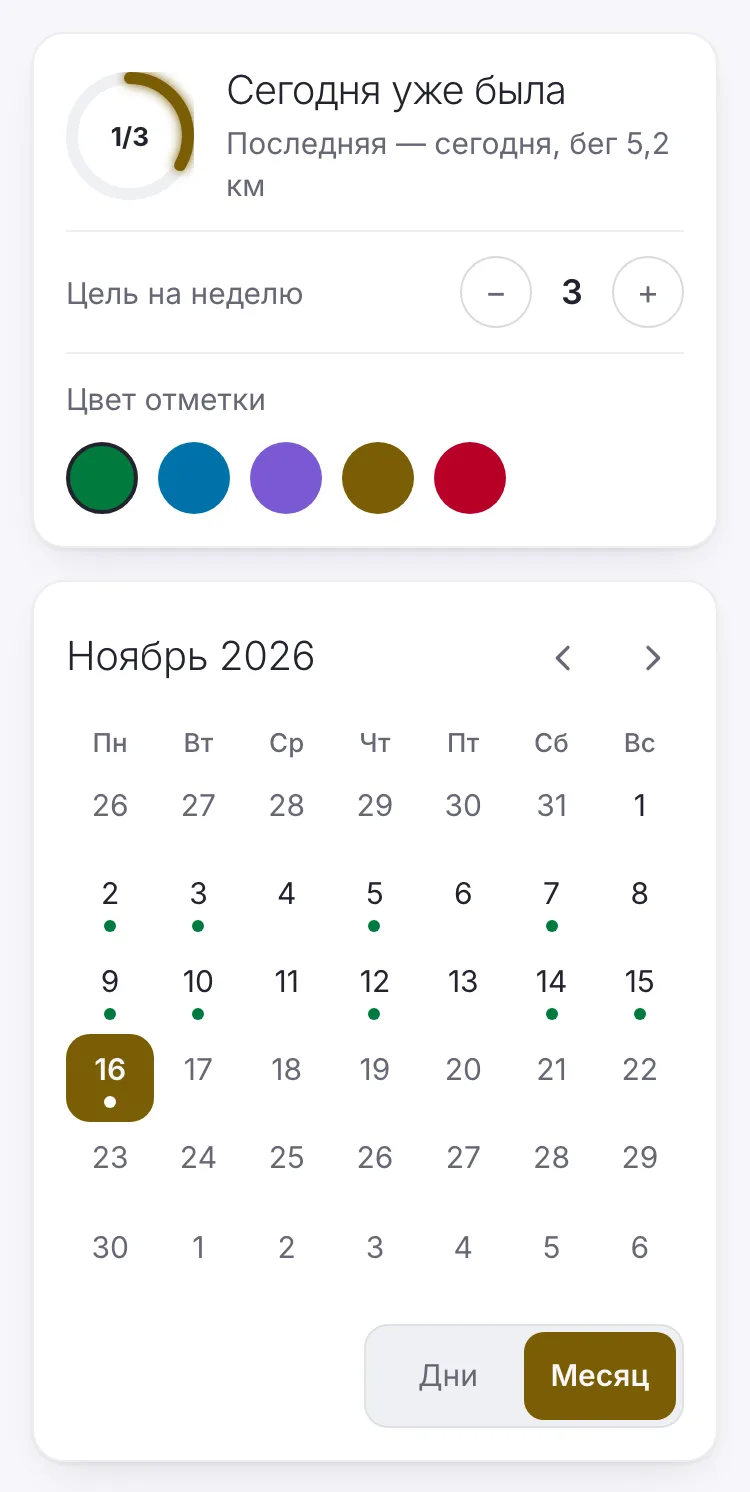 1/3
Сегодня уже была
Последняя — сегодня, бег 5,2
км
Цель на неделю − 3 +
Цвет отметки
Ноябрь 2026
Пн Вт Ср Чт Пт Сб Вс
26 27 28 29 30 31 1
2 3 4 5 6 7 8
9 10 11 12 13 14 15
16 17 18 19 20 21 22
23 24 25 26 27 28 29
30 1 2 3 4 5 6
Дни Месяц